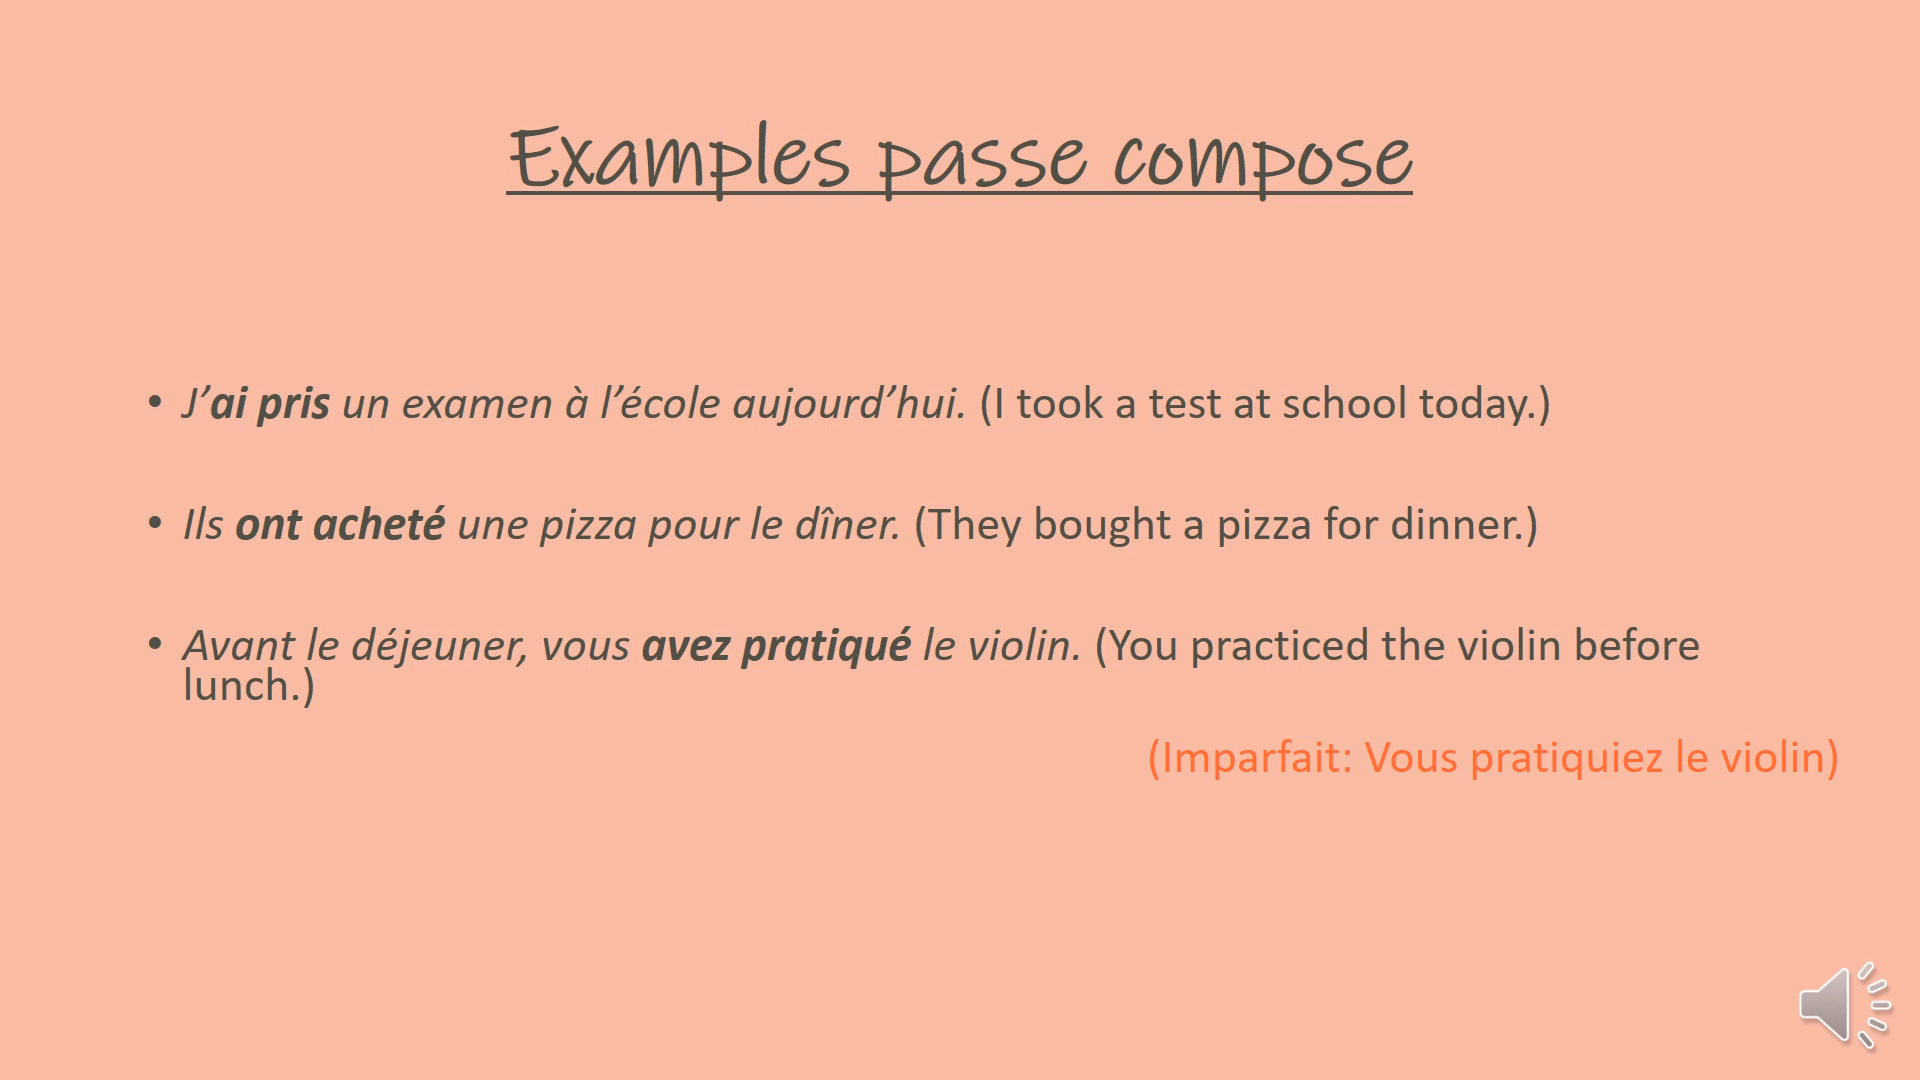 Examples passe compose
• J’ai pris un examen à l’école aujourd’hui. (I took a test at school today.)
• Ils ont acheté une pizza pour le dîner. (They bought a pizza for dinner.)
• Avant le déjeuner, vous avez pratiqué le violin. (You practiced the violin before
lunch.)
(Imparfait: Vous pratiquiez le violin)